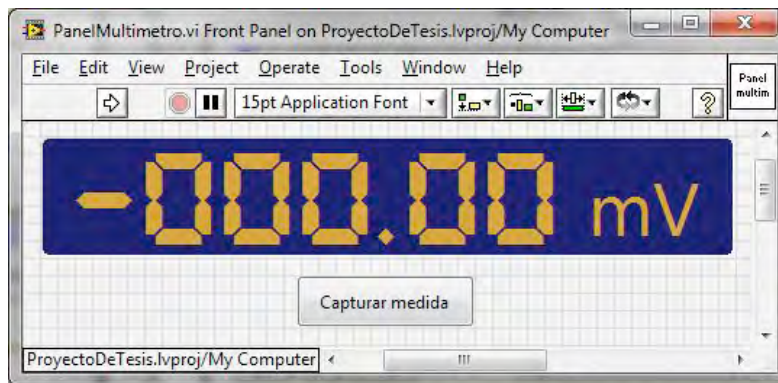 PanelMultimetro.vi Front Panel on ProyectoDeTesis.lvproj/My Computer
File Edit View Project Operate Tools Window Help
Panel
multim
15pt Application Font
?
-000.00 mV
Capturar medida
ProyectoDeTesis.lvproj/My Computer